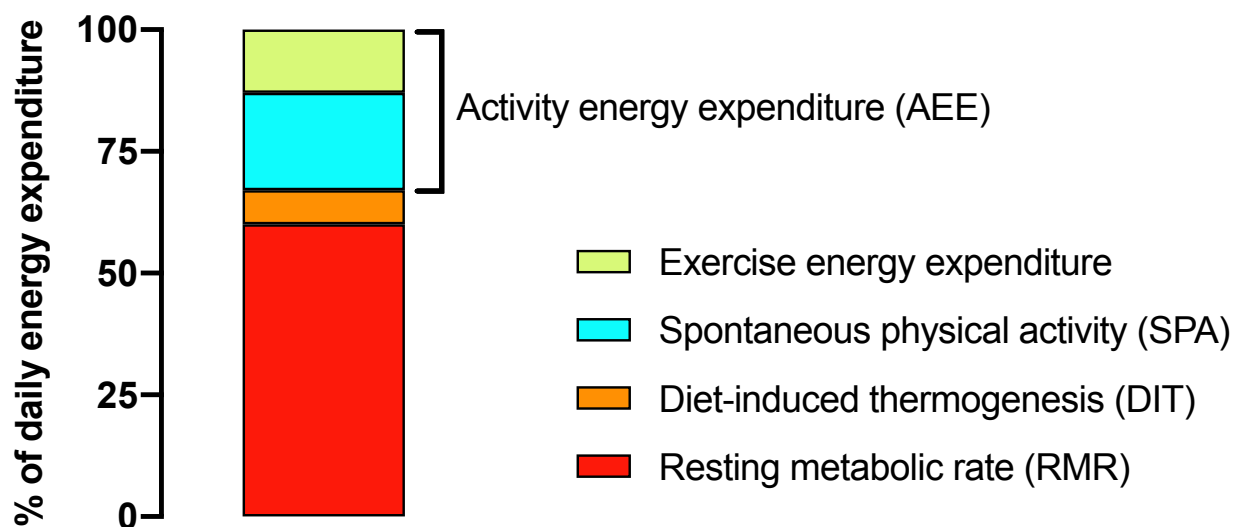 % of daily energy expenditure
100
75
50
25
0
Activity energy expenditure (AEE)
Exercise energy expenditure
Spontaneous physical activity (SPA)
Diet-induced thermogenesis (DIT)
Resting metabolic rate (RMR)